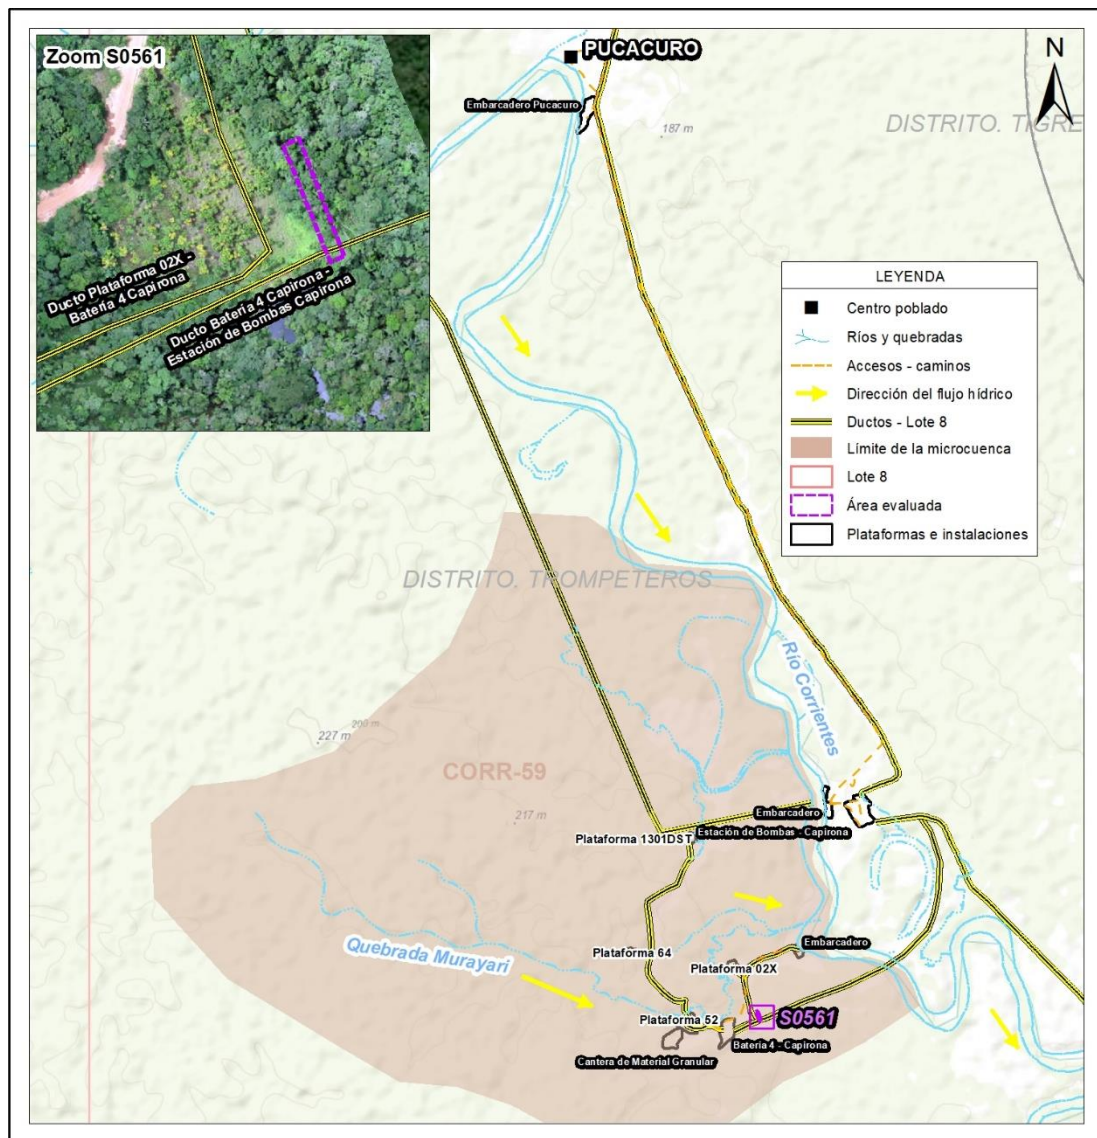 Zoom S0561
Ducto Plataforma 02X -
Batería 4 Capirona
Ducto Batería 4 Capirona -
Estación de Bombas Capirona
PUCACURO
Embarcadero Pucacuro
187 m
DISTRITO. TIGRE
N
LEYENDA
Centro poblado
Ríos y quebradas
Accesos - caminos
Dirección del flujo hídrico
Ductos - Lote 8
Límite de la microcuenca
Lote 8
Área evaluada
Plataformas e instalaciones
DISTRITO. TROMPETEROS
Río Corrientes
209 m
227 m
CORR-59
217 m
Embarcadero
Plataforma 1301DST
Estación de Bombas - Capirona
Quebrada Murayari
Plataforma 64
Embarcadero
Plataforma 02X
Plataforma 52
S0561
Batería 4 - Capirona
Cantera de Material Granular